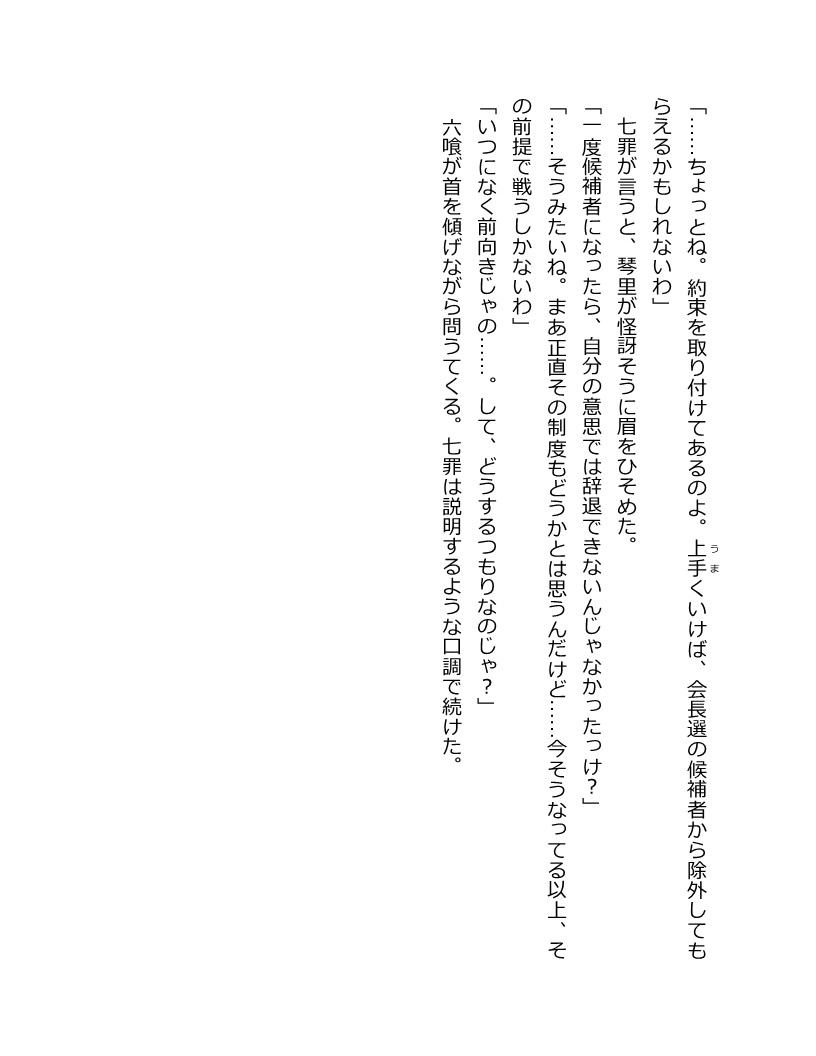 「……ちょっとね。約束を取り付けてあるのよ。上手くいけば、会長選の候補者から除外しても
らえるかもしれないわ」
　七罪が言うと、琴里が怪訝そうに眉をひそめた。
「一度候補者になったら、自分の意思では辞退できないんじゃなかったっけ？」
「……そうみたいね。まあ正直その制度もどうかとは思うんだけど……今そうなってる以上、そ
の前提で戦うしかないわ」
「いつになく前向きじゃの……。して、どうするつもりなのじゃ？」
　六喰が首を傾げながら問うてくる。七罪は説明するような口調で続けた。
うま